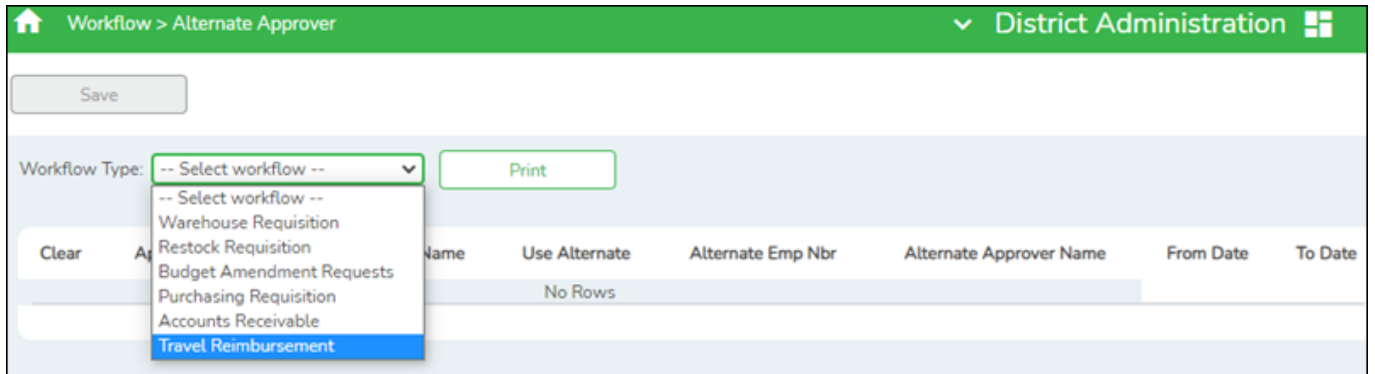 Workflow > Alternate Approver
District Administration
Save
Workflow Type: -- Select workflow --
Print
-- Select workflow --
Warehouse Requisition
Restock Requisition
Budget Amendment Requests
Purchasing Requisition
Accounts Receivable
Travel Reimbursement
Clear Name Use Alternate Alternate Emp Nbr Alternate Approver Name From Date To Date
No Rows